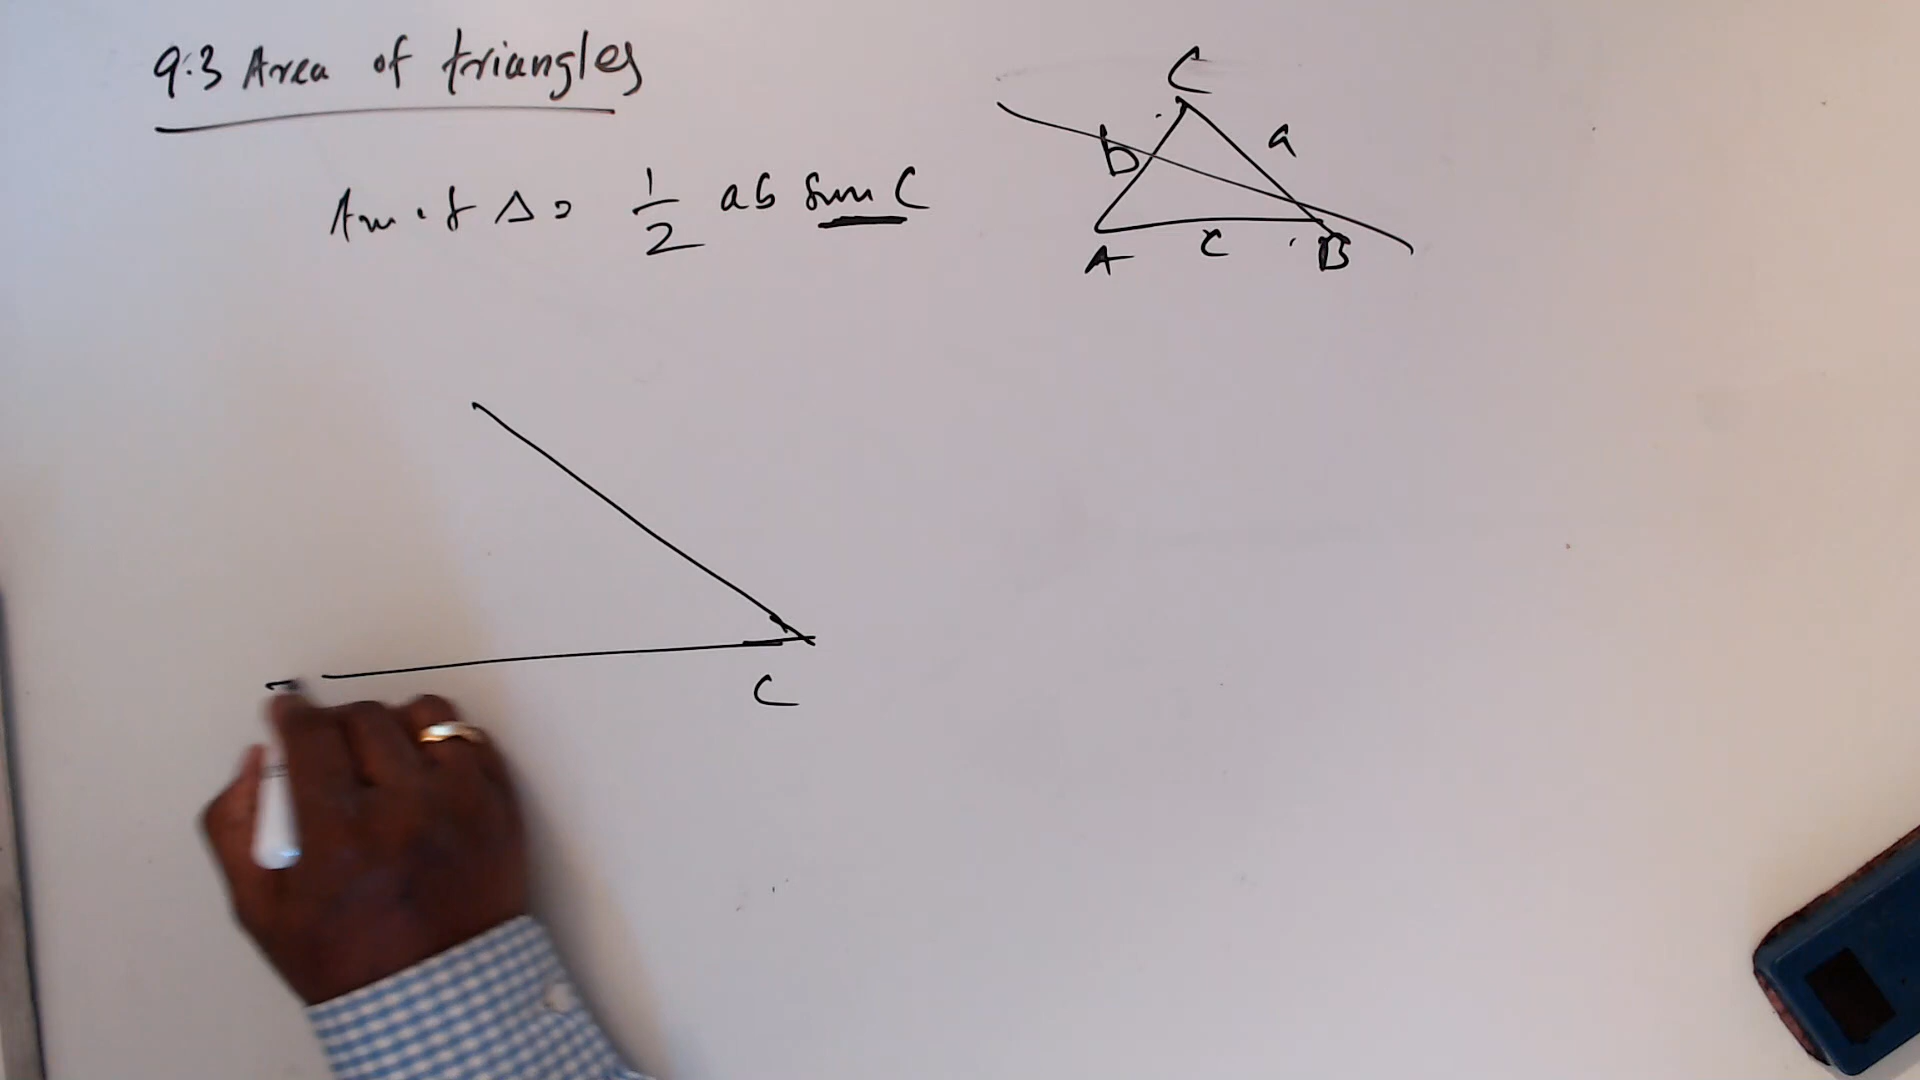 9.3 Area of triangles
Area of Δ = 1/2 ab Sin C
C
b
a
A
c
B
C